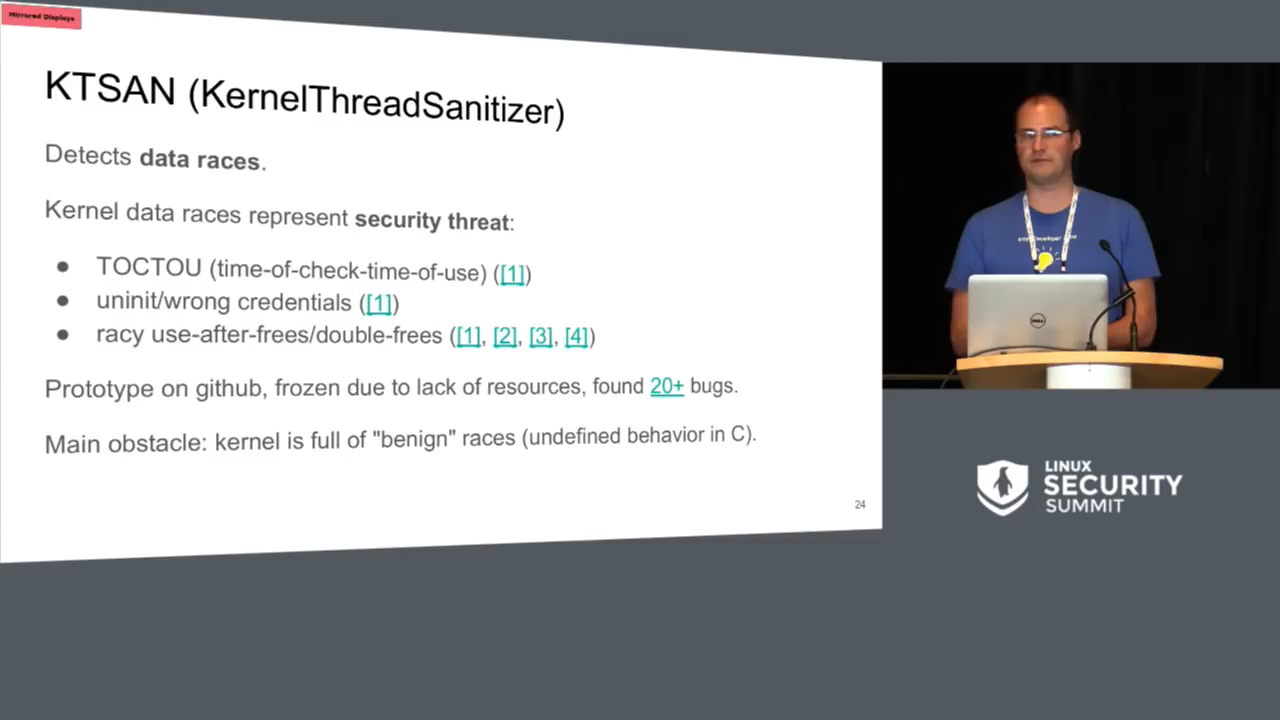 Mirrored Displays
KTSAN (KernelThreadSanitizer)
Detects data races.
Kernel data races represent security threat:
● TOCTOU (time-of-check-time-of-use) ([1])
● uninit/wrong credentials ([1])
● racy use-after-frees/double-frees ([1], [2], [3], [4])
Prototype on github, frozen due to lack of resources, found 20+ bugs.
Main obstacle: kernel is full of "benign" races (undefined behavior in C).
24
DELL
LINUX
SECURITY
SUMMIT